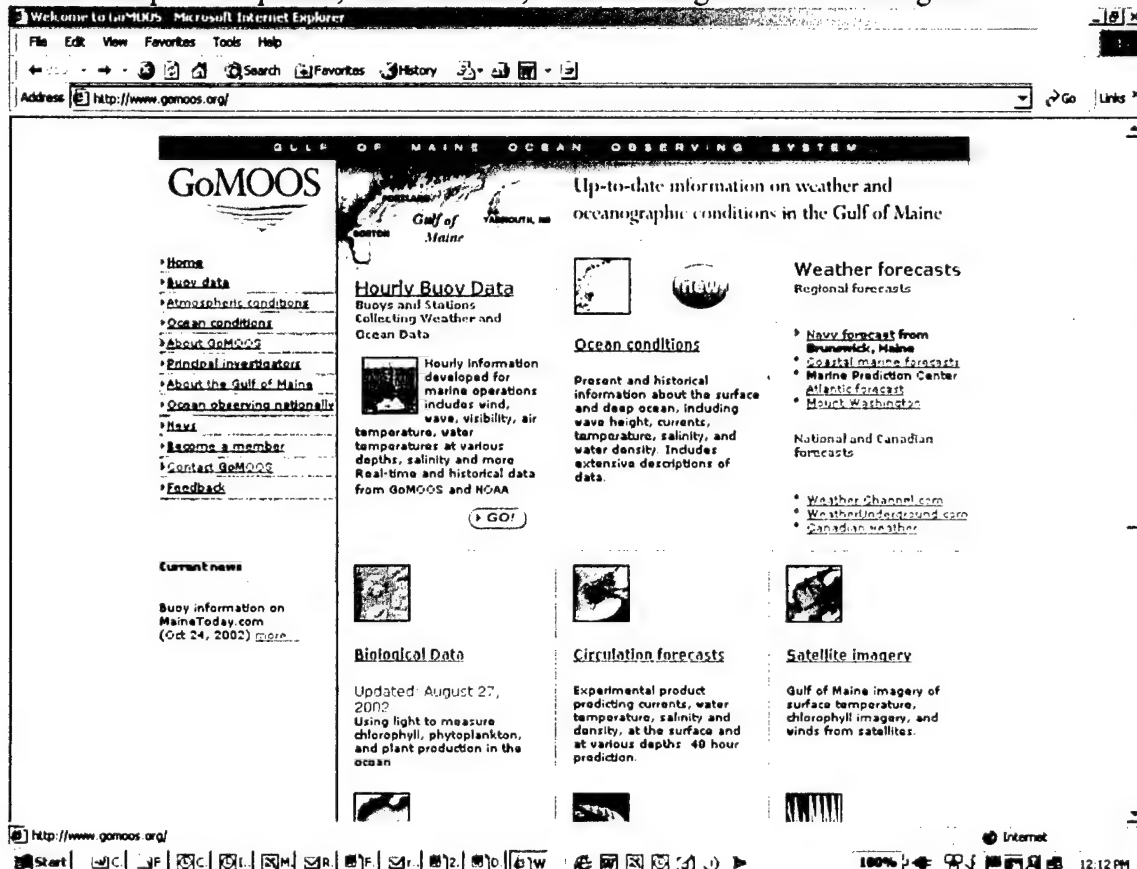 Welcome to GoMOOS - Microsoft Internet Explorer
File Edit View Favorites Tools Help
Search Favorites History
Address http://www.gomoos.org/ Go Links »
GULF OF MAINE OCEAN OBSERVING SYSTEM
GoMOOS
PORTLAND
Gulf of Maine
YARMOUTH, NS
BOSTON
Up-to-date information on weather and
oceanographic conditions in the Gulf of Maine
Home
Buoy data
Atmospheric conditions
Ocean conditions
About GoMOOS
Principal investigators
About the Gulf of Maine
Ocean observing nationally
News
Become a member
Contact GoMOOS
Feedback
Current news
Buoy information on
MaineToday.com
(Oct 24, 2002) more...
Hourly Buoy Data
Buoys and Stations
Collecting Weather and
Ocean Data
Hourly information
developed for
marine operations
includes wind,
wave, visibility, air
temperature, water
temperatures at various
depths, salinity and more
Real-time and historical data
from GoMOOS and NOAA
GO!
new
Ocean conditions
Present and historical
information about the surface
and deep ocean, including
wave height, currents,
temperature, salinity, and
water density. Includes
extensive descriptions of
data.
Weather forecasts
Regional forecasts
Navy forecast from
Brunswick, Maine
Coastal marine forecasts
Marine Prediction Center
Atlantic forecast
Mount Washington
National and Canadian
forecasts
Weather Channel.com
WeatherUnderground.com
Canadian weather
Biological Data
Updated: August 27,
2002
Using light to measure
chlorophyll, phytoplankton,
and plant production in the
ocean
Circulation forecasts
Experimental product
predicting currents, water
temperature, salinity and
density, at the surface and
at various depths 48 hour
prediction.
Satellite imagery
Gulf of Maine imagery of
surface temperature,
chlorophyll imagery, and
winds from satellites.
http://www.gomoos.org/ Internet
Start 100% 12:12 PM